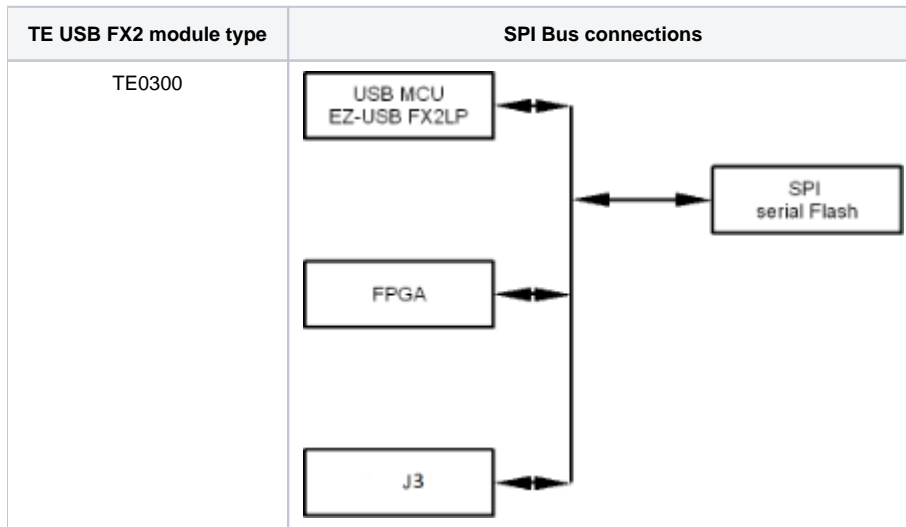 TE USB FX2 module type
SPI Bus connections
TE0300
USB MCU
EZ-USB FX2LP
SPI
serial Flash
FPGA
J3